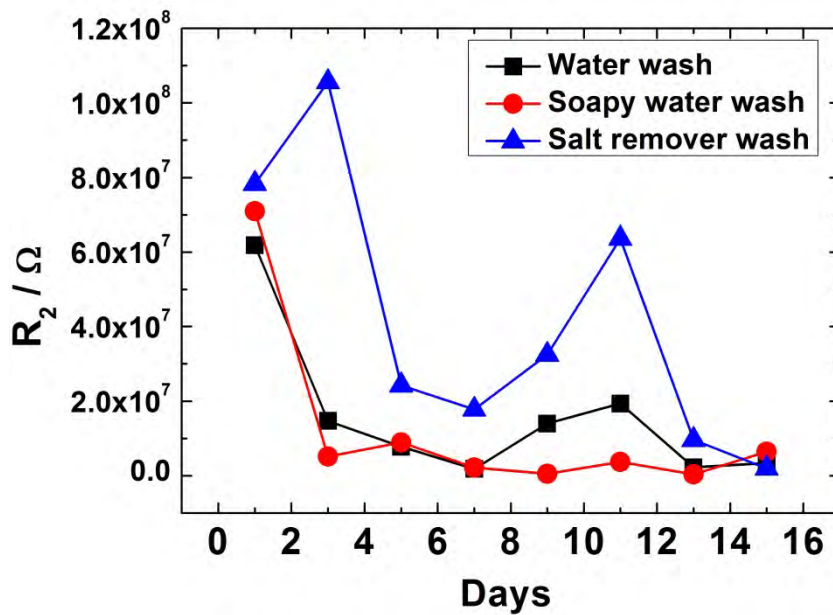 1.2x10⁸
1.0x10⁸
8.0x10⁷
6.0x10⁷
4.0x10⁷
2.0x10⁷
0.0
R₂ / Ω
Water wash
Soapy water wash
Salt remover wash
0 2 4 6 8 10 12 14 16
Days